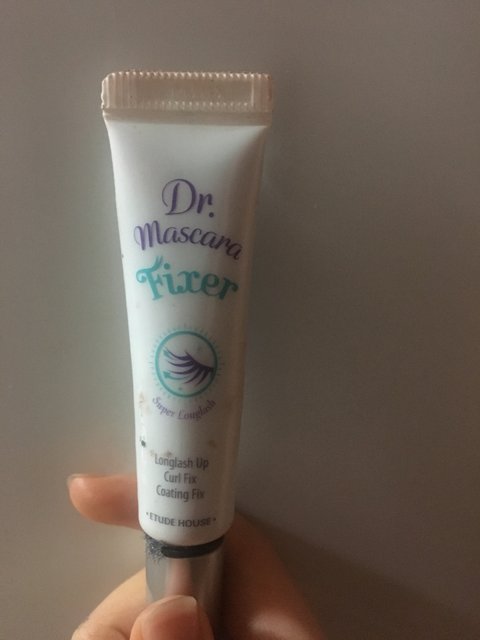 Dr.
Mascara
Fixer
Super Longlash
Longlash Up
Curl Fix
Coating Fix
• ETUDE HOUSE •